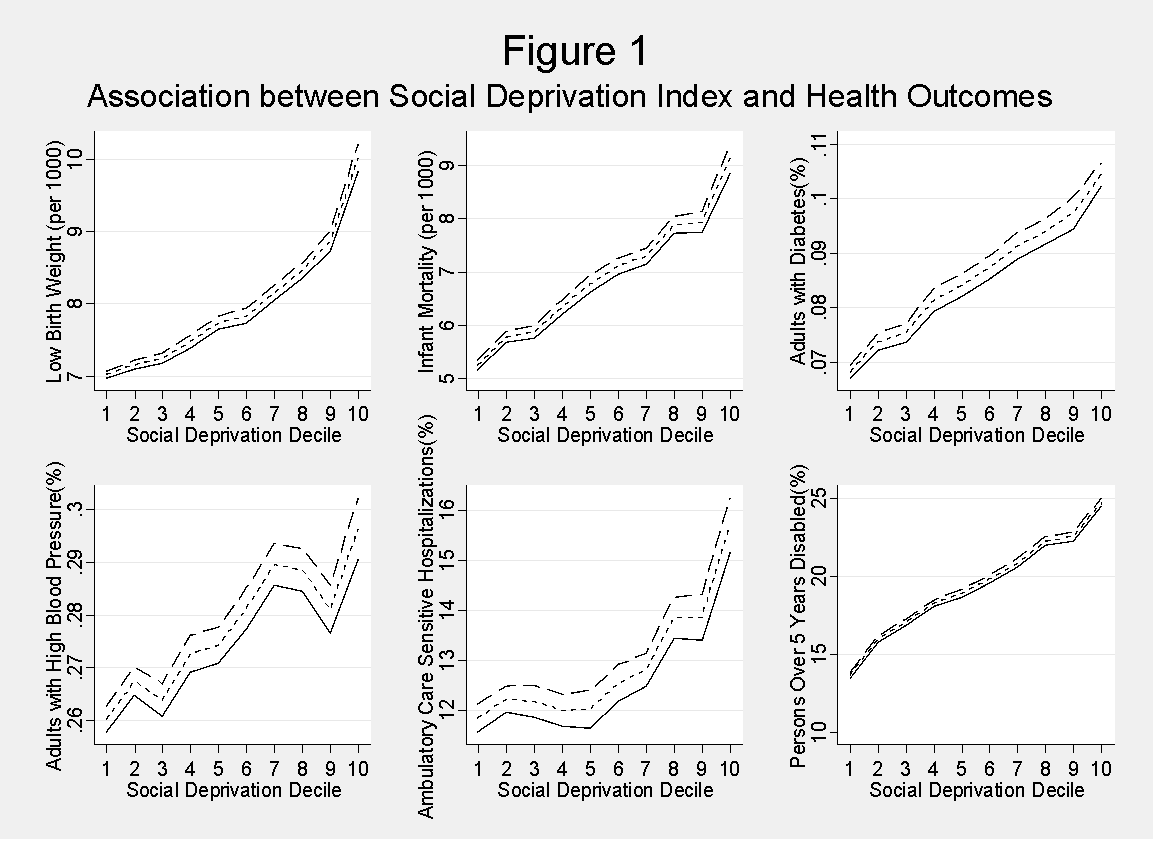 Figure 1
Association between Social Deprivation Index and Health Outcomes
Low Birth Weight (per 1000)
10
9
8
7
1 2 3 4 5 6 7 8 9 10
Social Deprivation Decile
Infant Mortality (per 1000)
9
8
7
6
5
1 2 3 4 5 6 7 8 9 10
Social Deprivation Decile
Adults with Diabetes(%)
.11
.1
.09
.08
.07
1 2 3 4 5 6 7 8 9 10
Social Deprivation Decile
Adults with High Blood Pressure(%)
.3
.29
.28
.27
.26
1 2 3 4 5 6 7 8 9 10
Social Deprivation Decile
Ambulatory Care Sensitive Hospitalizations(%)
16
15
14
13
12
1 2 3 4 5 6 7 8 9 10
Social Deprivation Decile
Persons Over 5 Years Disabled(%)
25
20
15
10
1 2 3 4 5 6 7 8 9 10
Social Deprivation Decile